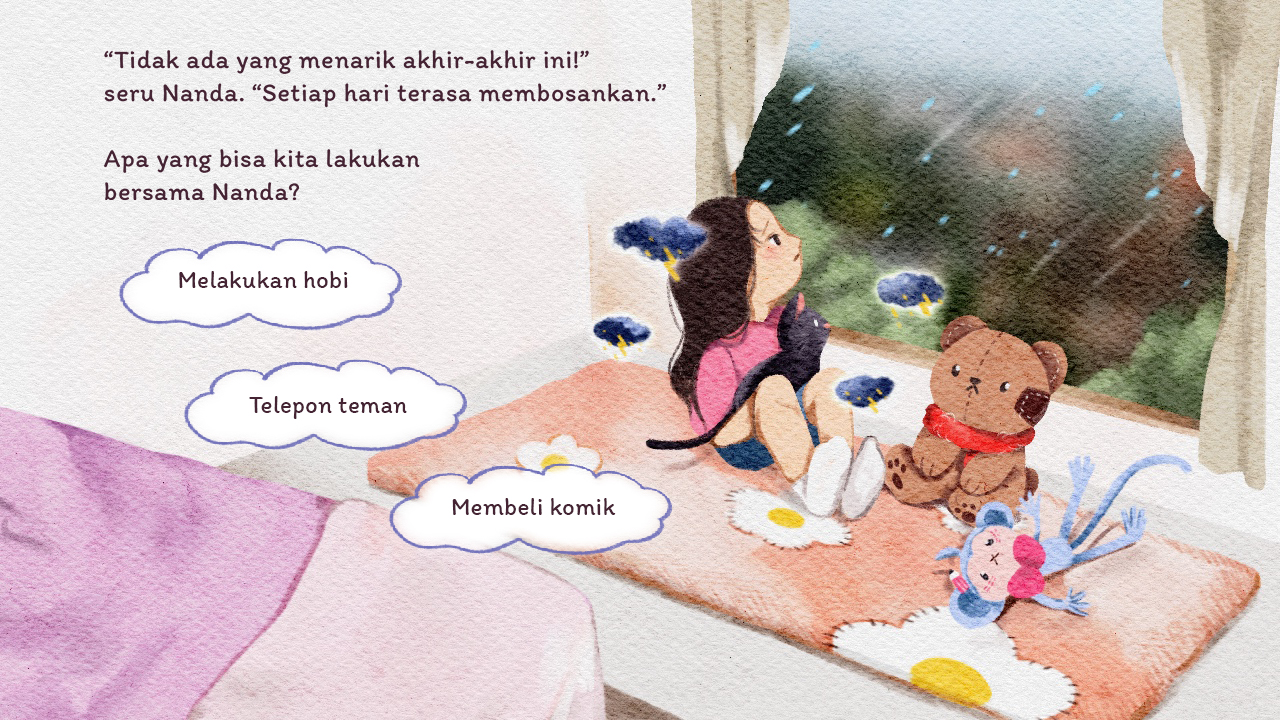 “Tidak ada yang menarik akhir-akhir ini!”
seru Nanda. “Setiap hari terasa membosankan.”
Apa yang bisa kita lakukan
bersama Nanda?
Melakukan hobi
Telepon teman
Membeli komik